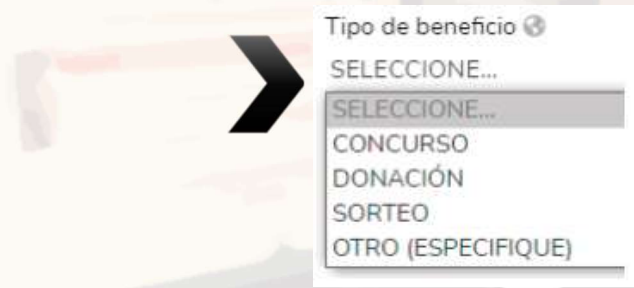 Tipo de beneficio
SELECCIONE...
SELECCIONE...
CONCURSO
DONACIÓN
SORTEO
OTRO (ESPECIFIQUE)